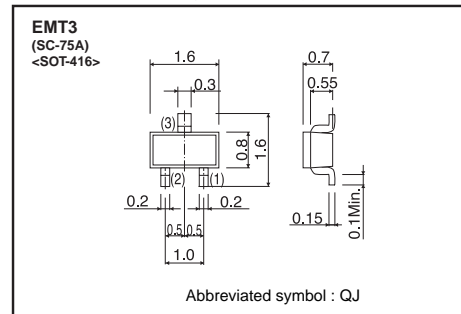 EMT3
(SC-75A)
<SOT-416>
1.6
0.3
(3)
0.8
1.6
(2) (1)
0.2 0.2
0.5 0.5
1.0
0.7
0.55
0.15
0.1Min.
Abbreviated symbol : QJ